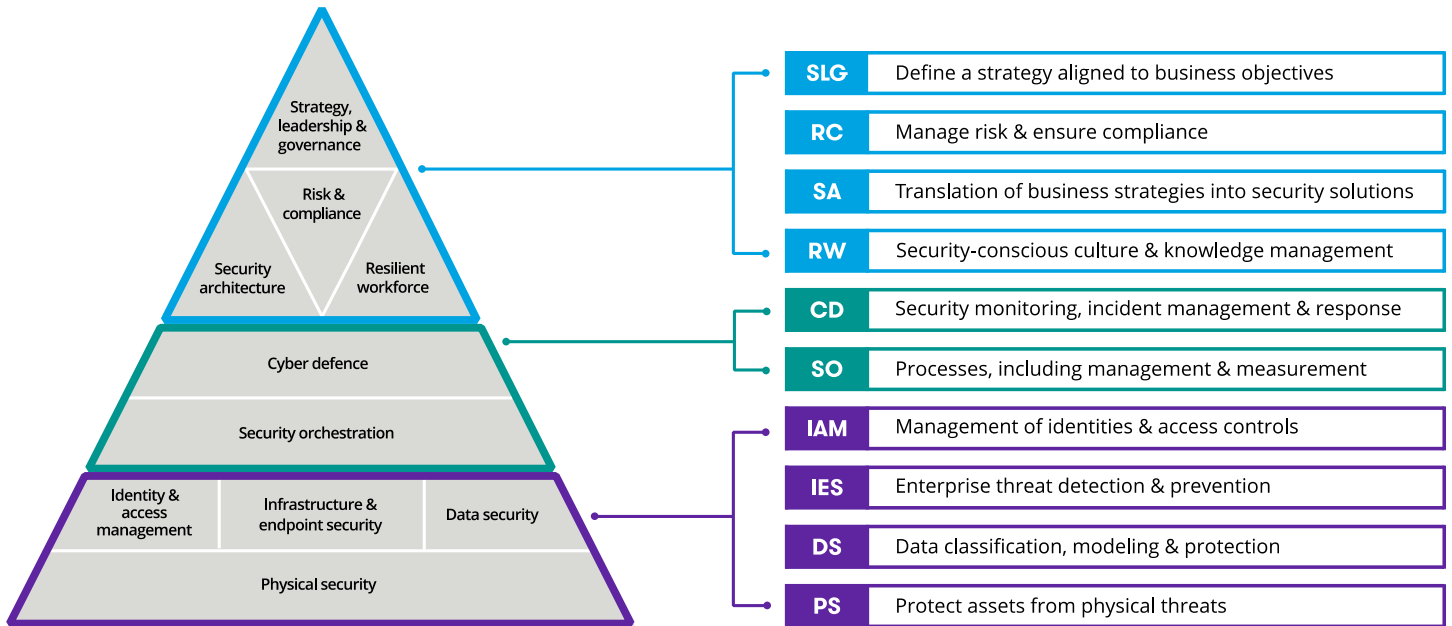 Strategy,
leadership &
governance
Risk &
compliance
Security
architecture
Resilient
workforce
Cyber defence
Security orchestration
Identity &
access
management
Infrastructure &
endpoint security
Data security
Physical security
SLG Define a strategy aligned to business objectives
RC Manage risk & ensure compliance
SA Translation of business strategies into security solutions
RW Security-conscious culture & knowledge management
CD Security monitoring, incident management & response
SO Processes, including management & measurement
IAM Management of identities & access controls
IES Enterprise threat detection & prevention
DS Data classification, modeling & protection
PS Protect assets from physical threats